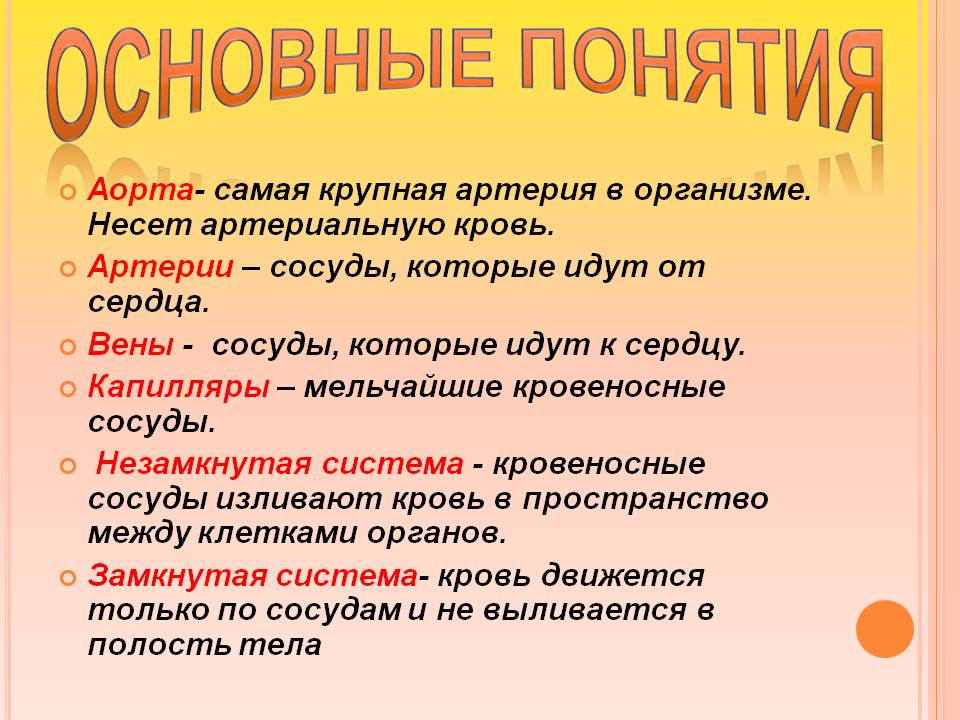 ОСНОВНЫЕ ПОНЯТИЯ
Аорта- самая крупная артерия в организме.
Несет артериальную кровь.
Артерии – сосуды, которые идут от
сердца.
Вены -  сосуды, которые идут к сердцу.
Капилляры – мельчайшие кровеносные
сосуды.
Незамкнутая система - кровеносные
сосуды изливают кровь в пространство
между клетками органов.
Замкнутая система- кровь движется
только по сосудам и не выливается в
полость тела